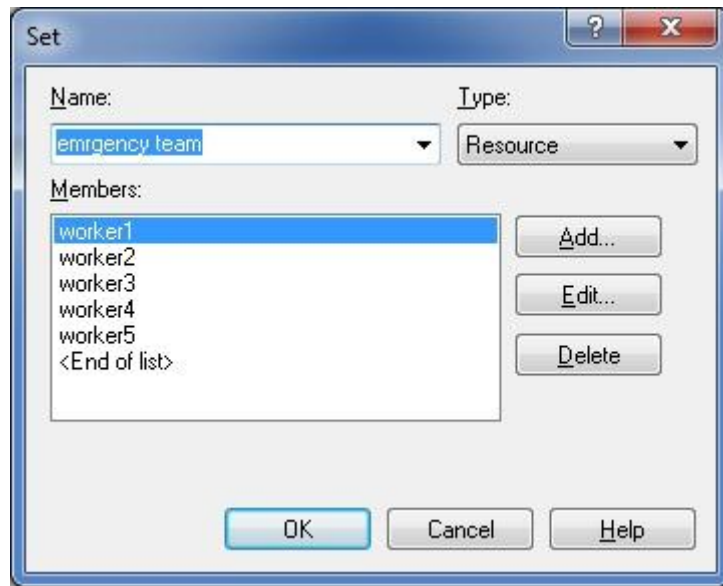 Set
?
Name: Type:
emrgency team Resource
Members:
worker1
worker2
worker3
worker4
worker5
<End of list>
Add...
Edit...
Delete
OK Cancel Help